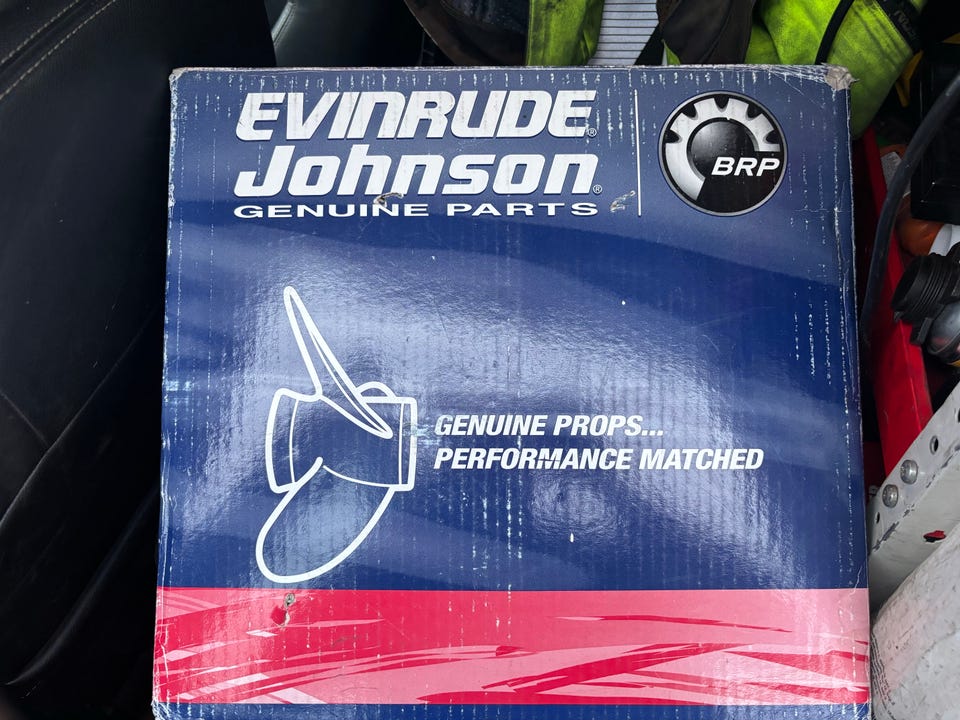 EVINRUDE®
Johnson®
GENUINE PARTS
BRP
GENUINE PROPS...
PERFORMANCE MATCHED